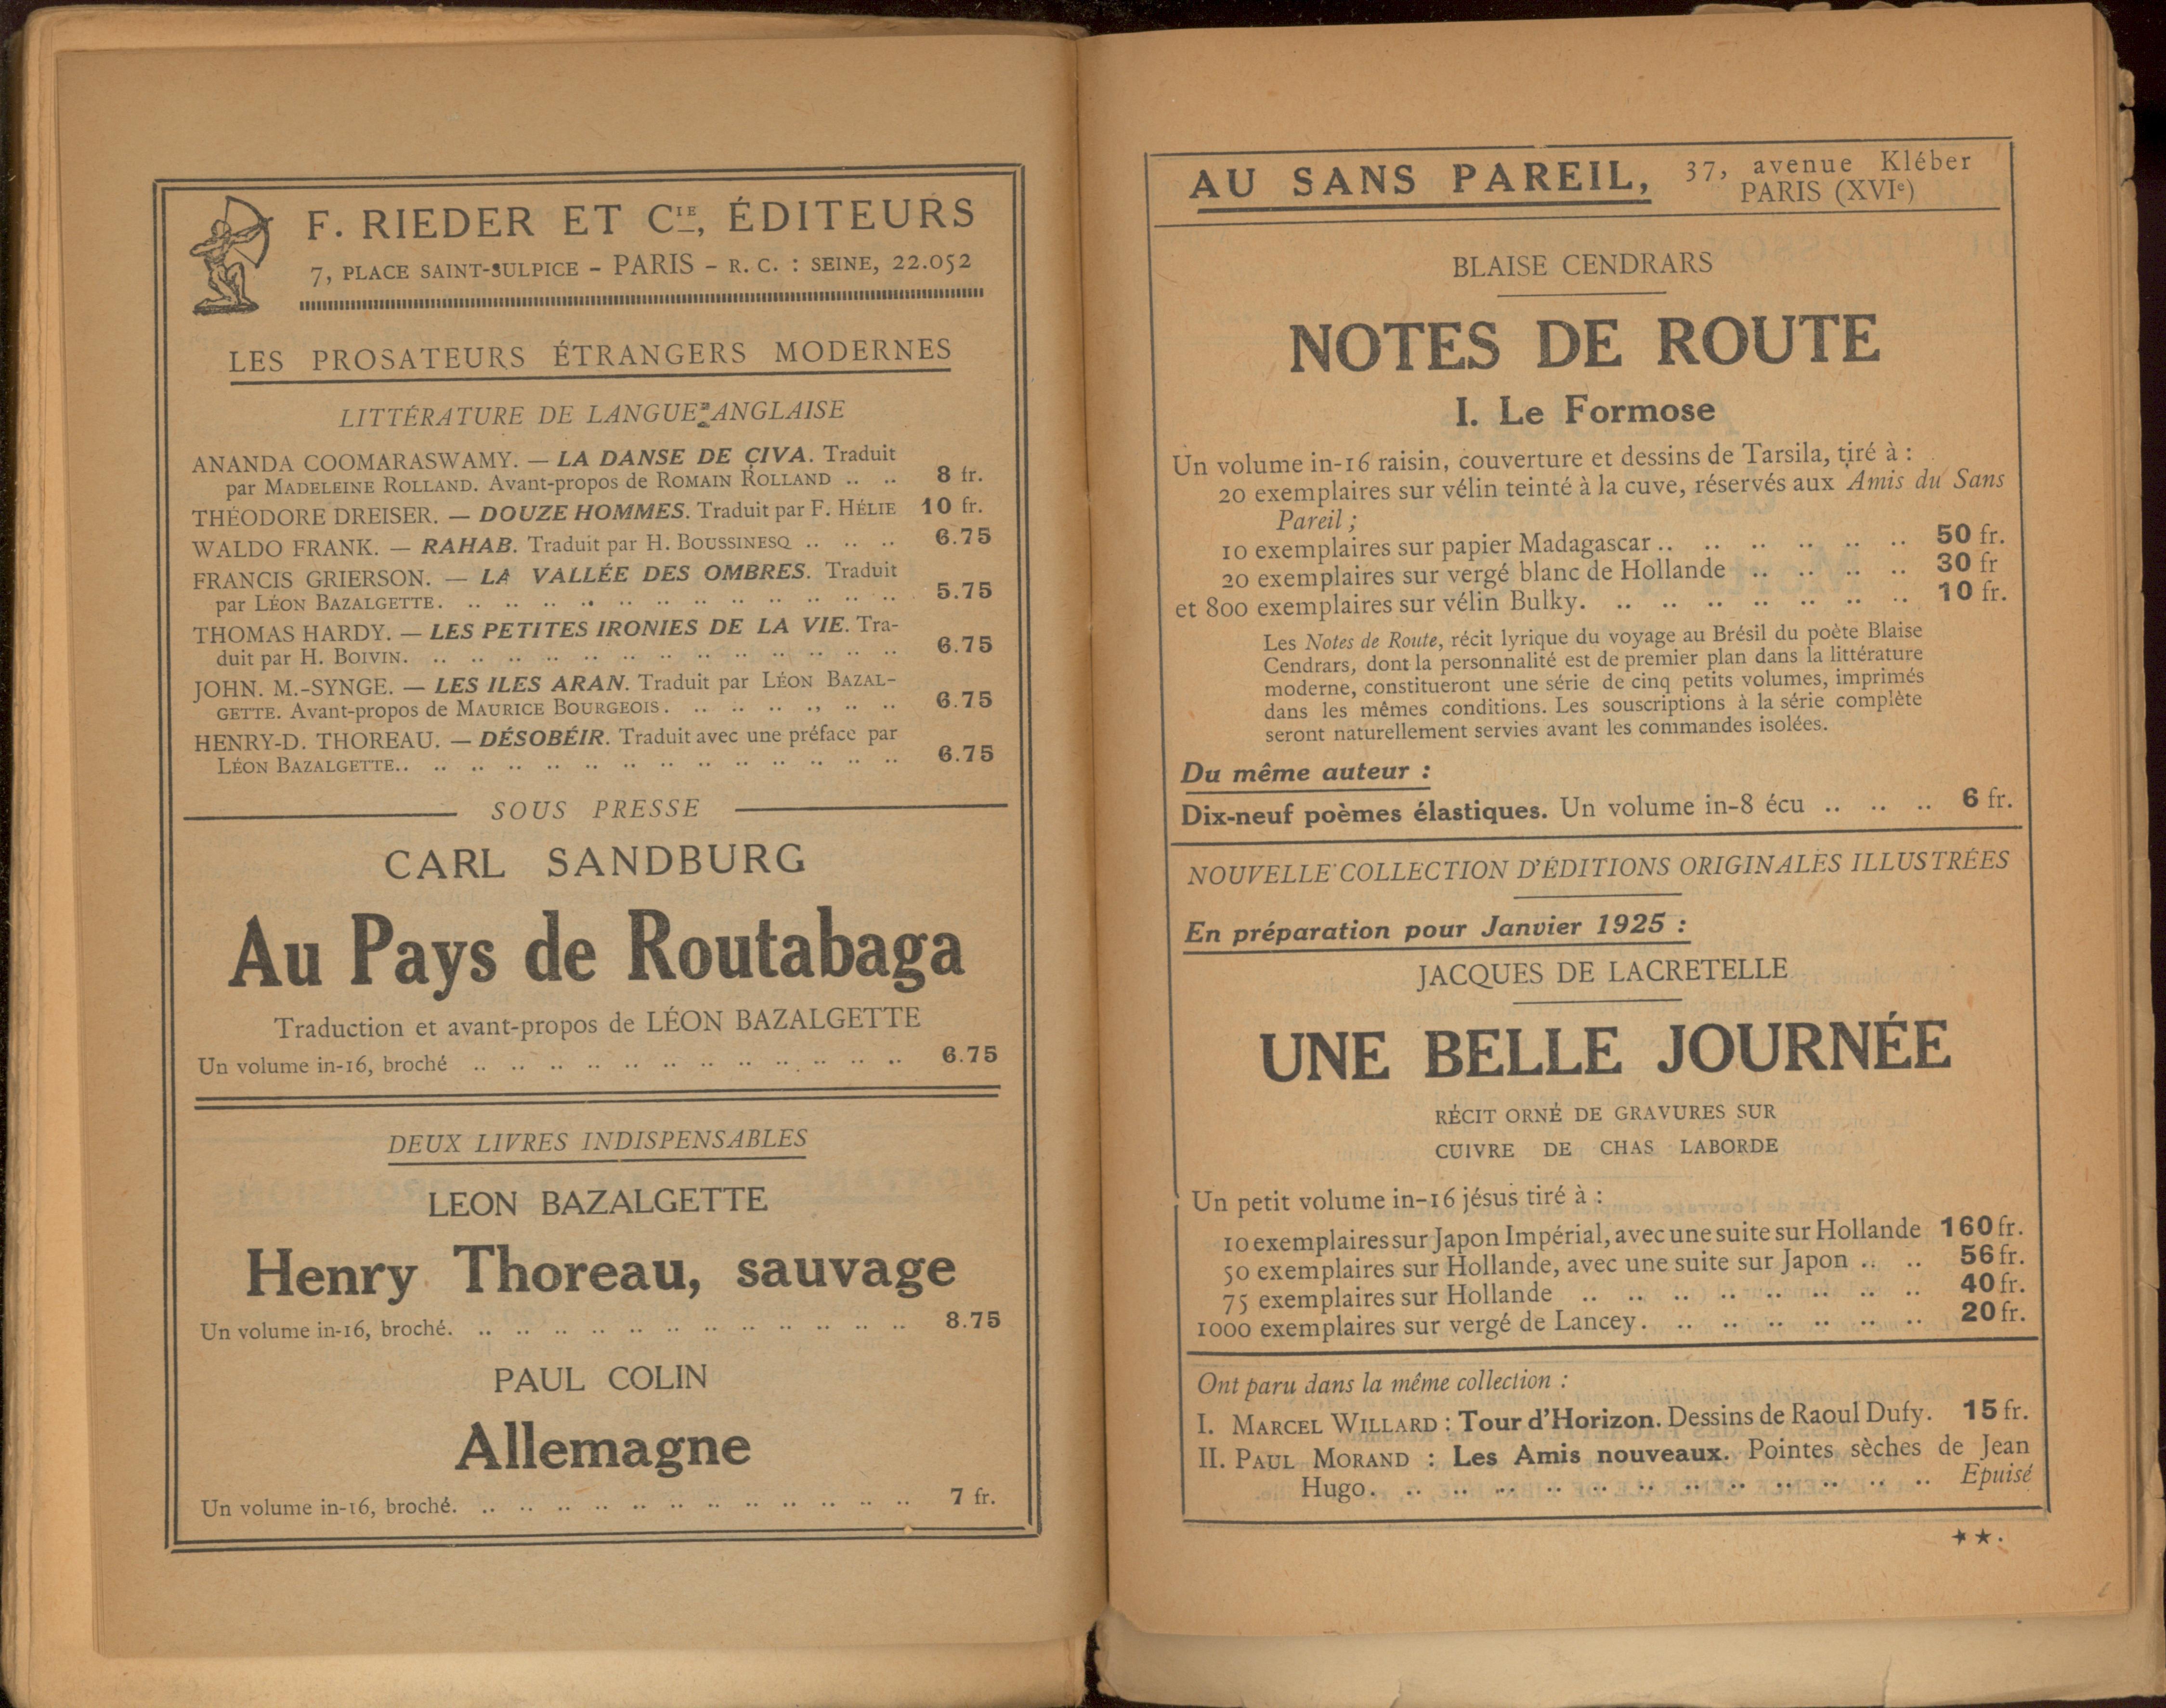 F. RIEDER ET CIE, ÉDITEURS
7, PLACE SAINT-SULPICE – PARIS – R. C. : SEINE, 22.052
LES PROSATEURS ÉTRANGERS MODERNES
LITTÉRATURE DE LANGUE ANGLAISE
ANANDA COOMARASWAMY. — LA DANSE DE ÇIVA. Traduit
par MADELEINE ROLLAND. Avant-propos de ROMAIN ROLLAND .. .. 8 fr.
THÉODORE DREISER. — DOUZE HOMMES. Traduit par F. HÉLIE 10 fr.
WALDO FRANK. — RAHAB. Traduit par H. BOUSSINESQ .. .. .. 6.75
FRANCIS GRIERSON. — LA VALLÉE DES OMBRES. Traduit
par LÉON BAZALGETTE. .. .. .. .. .. .. .. .. .. .. .. .. 5.75
THOMAS HARDY. — LES PETITES IRONIES DE LA VIE. Tra-
duit par H. BOIVIN. .. .. .. .. .. .. .. .. .. .. .. .. .. 6.75
JOHN. M.-SYNGE. — LES ILES ARAN. Traduit par LÉON BAZAL-
GETTE. Avant-propos de MAURICE BOURGEOIS. .. .. .. .. .. .. 6.75
HENRY-D. THOREAU. — DÉSOBÉIR. Traduit avec une préface par
LÉON BAZALGETTE.. .. .. .. .. .. .. .. .. .. .. .. .. .. 6.75
SOUS PRESSE
CARL SANDBURG
Au Pays de Routabaga
Traduction et avant-propos de LÉON BAZALGETTE
Un volume in-16, broché .. .. .. .. .. .. .. .. .. .. .. .. 6.75
DEUX LIVRES INDISPENSABLES
LEON BAZALGETTE
Henry Thoreau, sauvage
Un volume in-16, broché. .. .. .. .. .. .. .. .. .. .. .. .. 8.75
PAUL COLIN
Allemagne
Un volume in-16, broché. .. .. .. .. .. .. .. .. .. .. .. .. 7 fr.
AU SANS PAREIL, 37, avenue Kléber
PARIS (XVIe)
BLAISE CENDRARS
NOTES DE ROUTE
I. Le Formose
Un volume in-16 raisin, couverture et dessins de Tarsila, tiré à :
20 exemplaires sur vélin teinté à la cuve, réservés aux Amis du Sans
Pareil ;
10 exemplaires sur papier Madagascar .. .. .. .. .. .. 50 fr.
20 exemplaires sur vergé blanc de Hollande .. .. .. .. 30 fr
et 800 exemplaires sur vélin Bulky. .. .. .. .. .. .. .. 10 fr.
Les Notes de Route, récit lyrique du voyage au Brésil du poète Blaise
Cendrars, dont la personnalité est de premier plan dans la littérature
moderne, constitueront une série de cinq petits volumes, imprimés
dans les mêmes conditions. Les souscriptions à la série complète
seront naturellement servies avant les commandes isolées.
Du même auteur :
Dix-neuf poèmes élastiques. Un volume in-8 écu .. .. .. 6 fr.
NOUVELLE COLLECTION D'ÉDITIONS ORIGINALES ILLUSTRÉES
En préparation pour Janvier 1925 :
JACQUES DE LACRETELLE
UNE BELLE JOURNÉE
RÉCIT ORNÉ DE GRAVURES SUR
CUIVRE DE CHAS LABORDE
Un petit volume in-16 jésus tiré à :
10 exemplaires sur Japon Impérial, avec une suite sur Hollande 160 fr.
50 exemplaires sur Hollande, avec une suite sur Japon .. .. 56 fr.
75 exemplaires sur Hollande .. .. .. .. .. .. .. .. 40 fr.
1000 exemplaires sur vergé de Lancey. .. .. .. .. .. .. 20 fr.
Ont paru dans la même collection :
I. MARCEL WILLARD : Tour d'Horizon. Dessins de Raoul Dufy. 15 fr.
II. PAUL MORAND : Les Amis nouveaux. Pointes sèches de Jean
Hugo. .. .. .. .. .. .. .. .. .. .. .. .. Epuisé
★★.